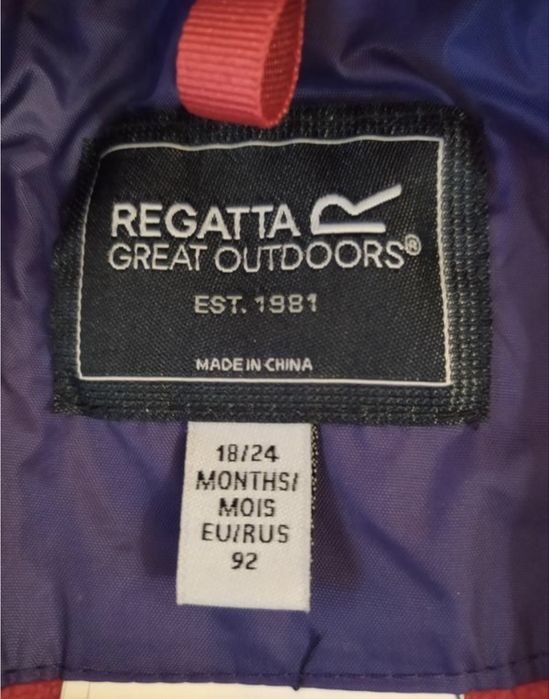 REGATTA
GREAT OUTDOORS®
EST. 1981
MADE IN CHINA
18/24
MONTHS/
MOIS
EU/RUS
92